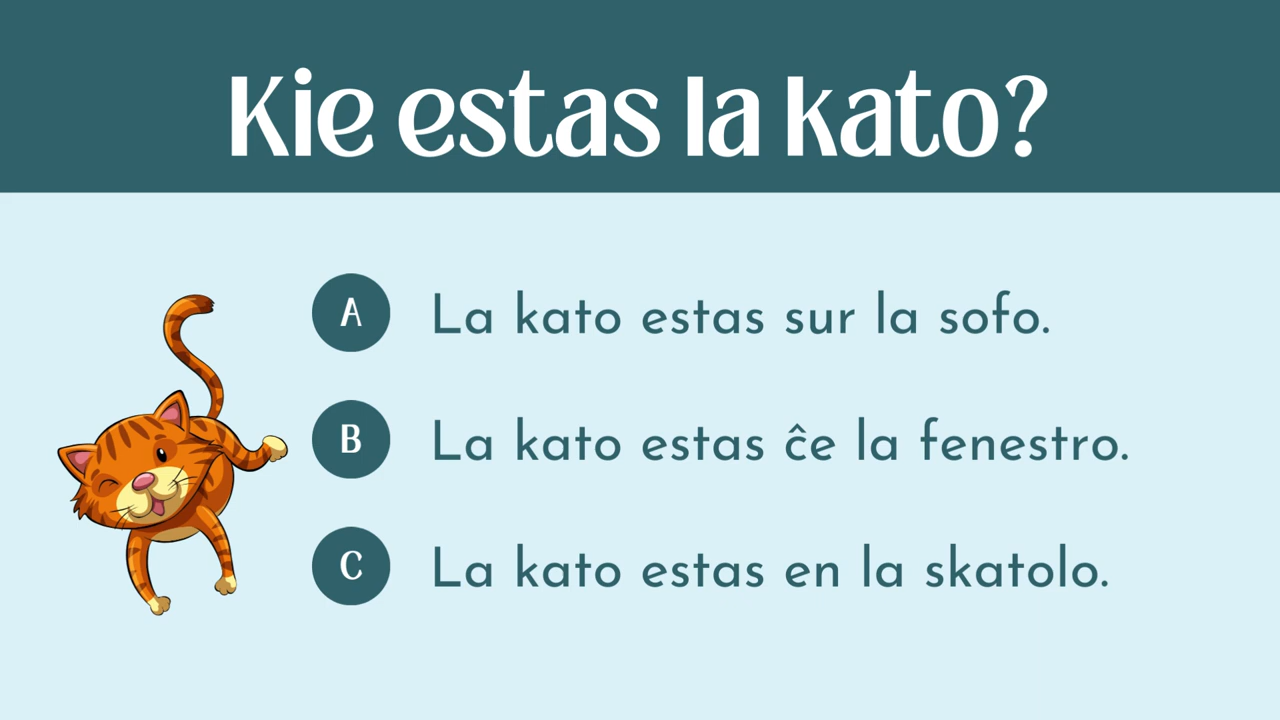 Kie estas la kato?
A La kato estas sur la sofo.
B La kato estas ĉe la fenestro.
C La kato estas en la skatolo.